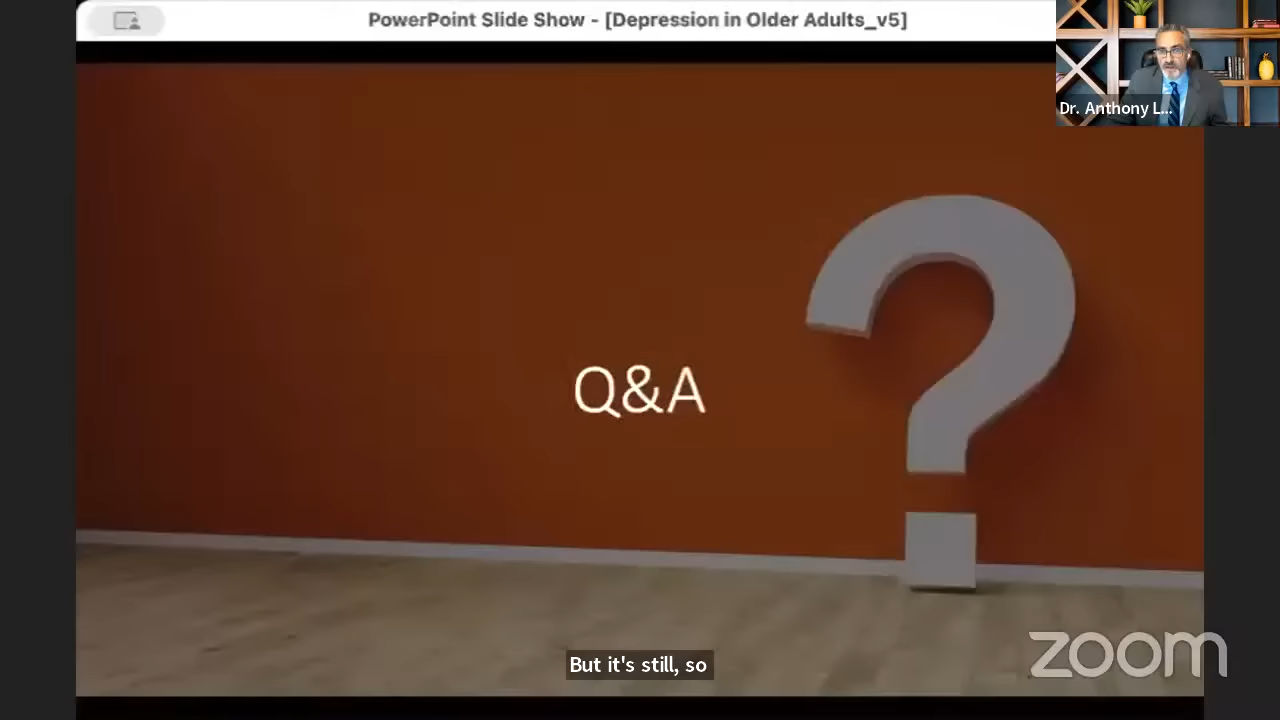 PowerPoint Slide Show - [Depression in Older Adults_v5]
Dr. Anthony L...
Q&A
But it's still, so
zoom